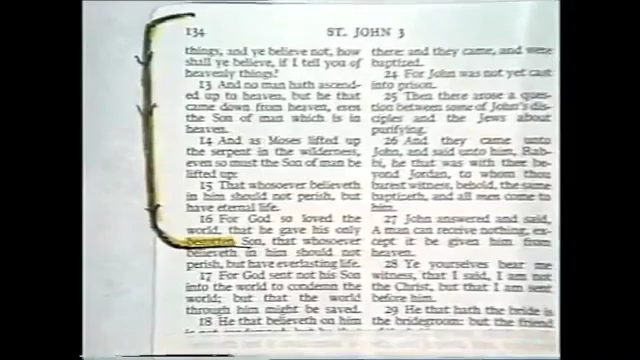 134
ST. JOHN 3
things, and ye believe not, how
shall ye believe, if I tell you of
heavenly things?
13 And no man hath ascend-
ed up to heaven, but he that
came down from heaven, even
the Son of man which is in
heaven.
14 And as Moses lifted up
the serpent in the wilderness,
even so must the Son of man be
lifted up:
15 That whosoever believeth
in him should not perish, but
have eternal life.
16 For God so loved the
world, that he gave his only
begotten Son, that whosoever
believeth in him should not
perish, but have everlasting life.
17 For God sent not his Son
into the world to condemn the
world; but that the world
through him might be saved.
18 He that believeth on him
there: and they came, and were
baptized.
24 For John was not yet cast
into prison.
25 Then there arose a ques-
tion between some of John's dis-
ciples and the Jews about
purifying.
26 And they came unto
John, and said unto him, Rab-
bi, he that was with thee be-
yond Jordan, to whom thou
barest witness, behold, the same
baptizeth, and all men come to
him.
27 John answered and said,
A man can receive nothing, ex-
cept it be given him from
heaven.
28 Ye yourselves bear me
witness, that I said, I am not
the Christ, but that I am sent
before him.
29 He that hath the bride is
the bridegroom: but the friend